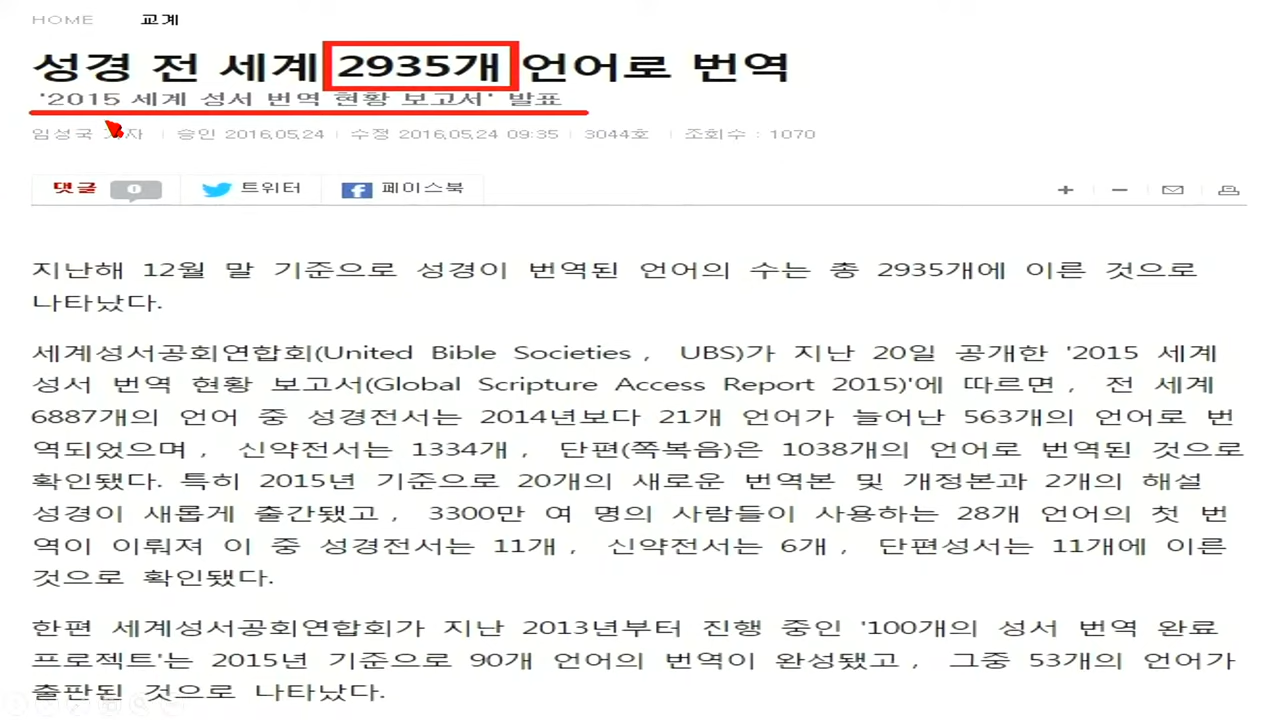 HOME 교계
성경 전 세계 2935개 언어로 번역
'2015 세계 성서 번역 현황 보고서' 발표
임성국 기자 | 승인 2016.05.24 | 수정 2016.05.24 09:35 | 3044호 | 조회수 : 1070
댓글 0 트위터 페이스북
지난해 12월 말 기준으로 성경이 번역된 언어의 수는 총 2935개에 이른 것으로
나타났다.
세계성서공회연합회(United Bible Societies, UBS)가 지난 20일 공개한 '2015 세계
성서 번역 현황 보고서(Global Scripture Access Report 2015)'에 따르면, 전 세계
6887개의 언어 중 성경전서는 2014년보다 21개 언어가 늘어난 563개의 언어로 번
역되었으며, 신약전서는 1334개, 단편(쪽복음)은 1038개의 언어로 번역된 것으로
확인됐다. 특히 2015년 기준으로 20개의 새로운 번역본 및 개정본과 2개의 해설
성경이 새롭게 출간됐고, 3300만 여 명의 사람들이 사용하는 28개 언어의 첫 번
역이 이뤄져 이 중 성경전서는 11개, 신약전서는 6개, 단편성서는 11개에 이른
것으로 확인됐다.
한편 세계성서공회연합회가 지난 2013년부터 진행 중인 '100개의 성서 번역 완료
프로젝트'는 2015년 기준으로 90개 언어의 번역이 완성됐고, 그중 53개의 언어가
출판된 것으로 나타났다.